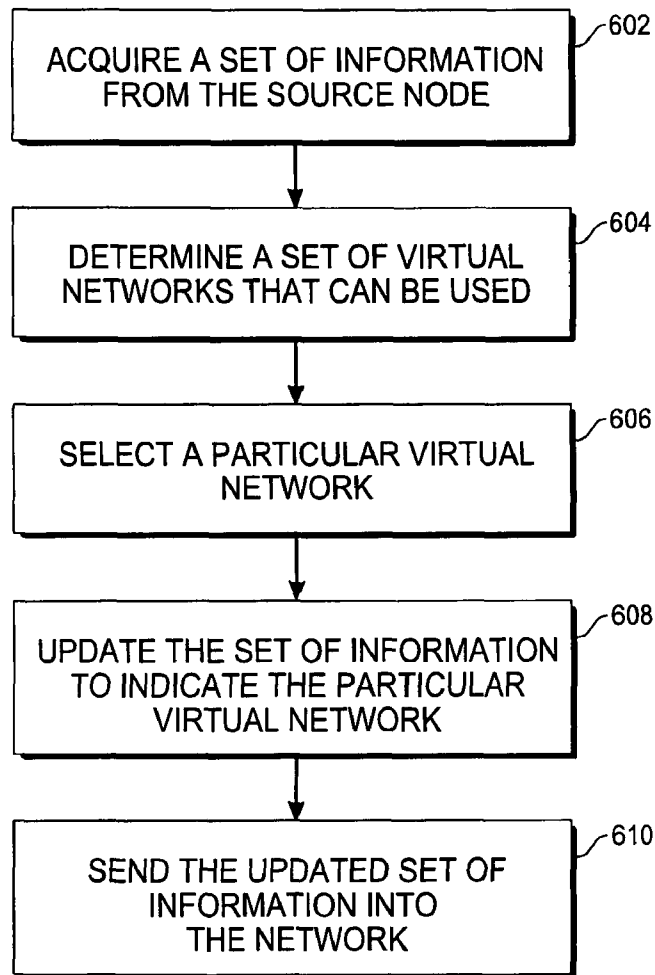 602
ACQUIRE A SET OF INFORMATION
FROM THE SOURCE NODE
604
DETERMINE A SET OF VIRTUAL
NETWORKS THAT CAN BE USED
606
SELECT A PARTICULAR VIRTUAL
NETWORK
608
UPDATE THE SET OF INFORMATION
TO INDICATE THE PARTICULAR
VIRTUAL NETWORK
610
SEND THE UPDATED SET OF
INFORMATION INTO
THE NETWORK